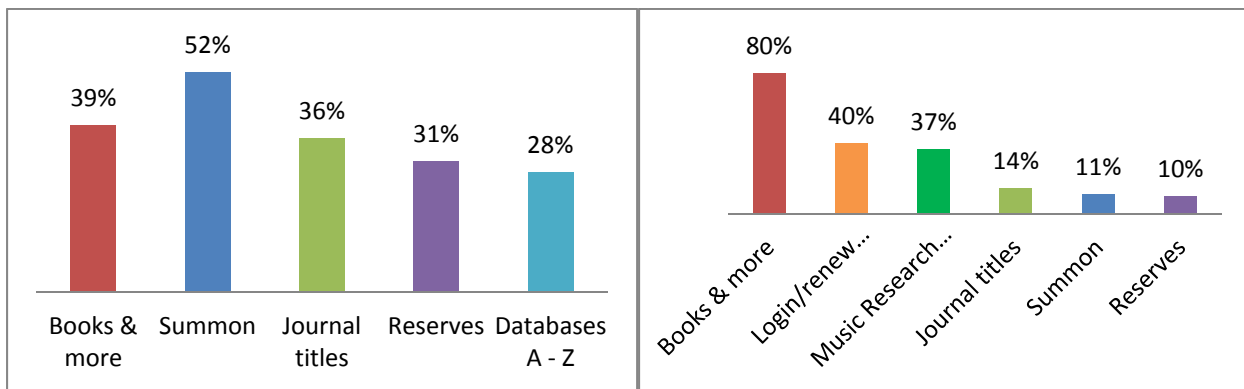 52%
39%
36%
31%
28%
Books & more
Summon
Journal titles
Reserves
Databases A - Z
80%
40%
37%
14%
11%
10%
Books & more
Login/renew...
Music Research...
Journal titles
Summon
Reserves